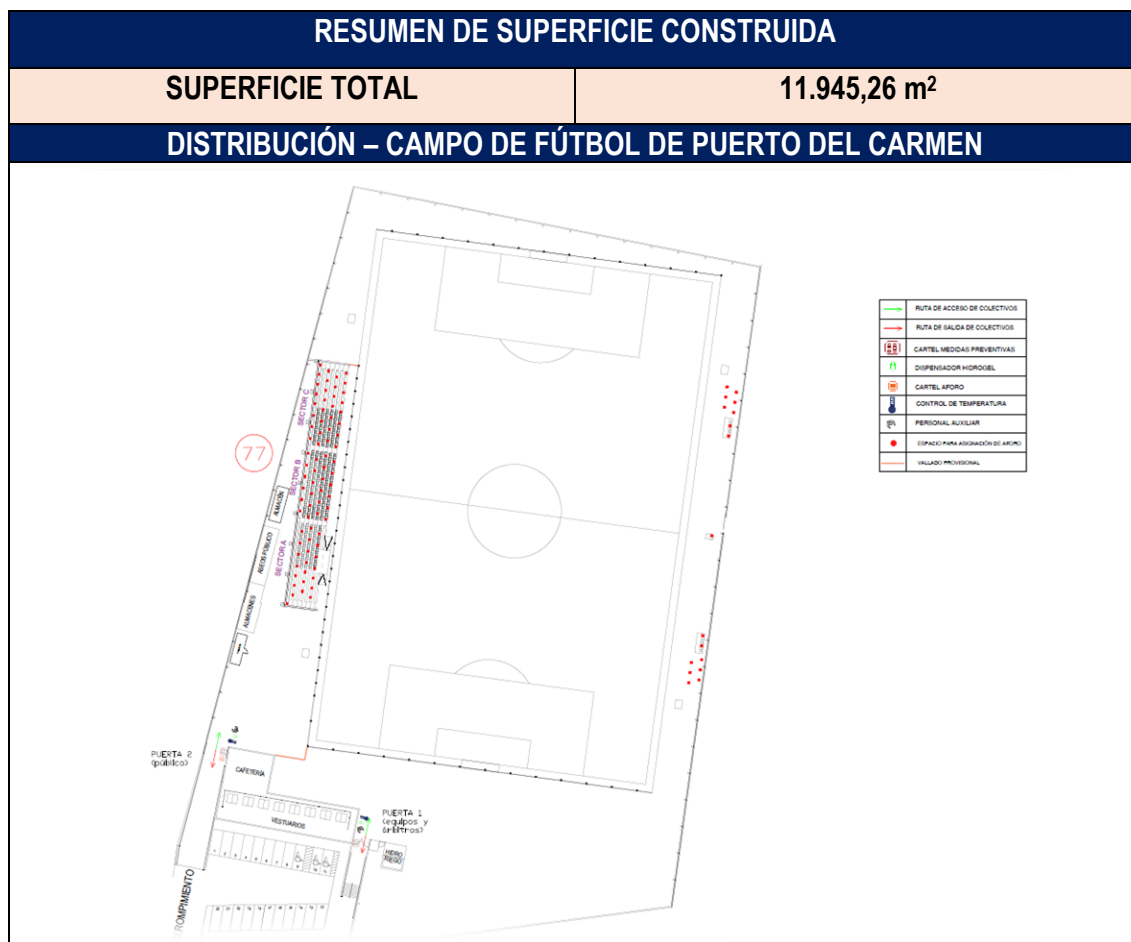 RESUMEN DE SUPERFICIE CONSTRUIDA
SUPERFICIE TOTAL
11.945,26 m²
DISTRIBUCIÓN – CAMPO DE FÚTBOL DE PUERTO DEL CARMEN
RUTA DE ACCESO DE COLECTIVOS
RUTA DE SALIDA DE COLECTIVOS
CARTEL MEDIDAS PREVENTIVAS
DISPENSADOR HIDROGEL
CARTEL AFORO
CONTROL DE TEMPERATURA
PERSONAL AUXILIAR
ESPACIO PARA ASIGNACIÓN DE AFORO
VALLADO PROVISIONAL
SECTOR C
77
SECTOR B
ALMACÉN
SECTOR A
ASEOS PÚBLICO
ALMACENES
PUERTA 2
(público)
CAFETERÍA
VESTUARIOS
PUERTA 1
(equipos y
árbitros)
HIDRO
RIEGO
ROMPIMIENTO